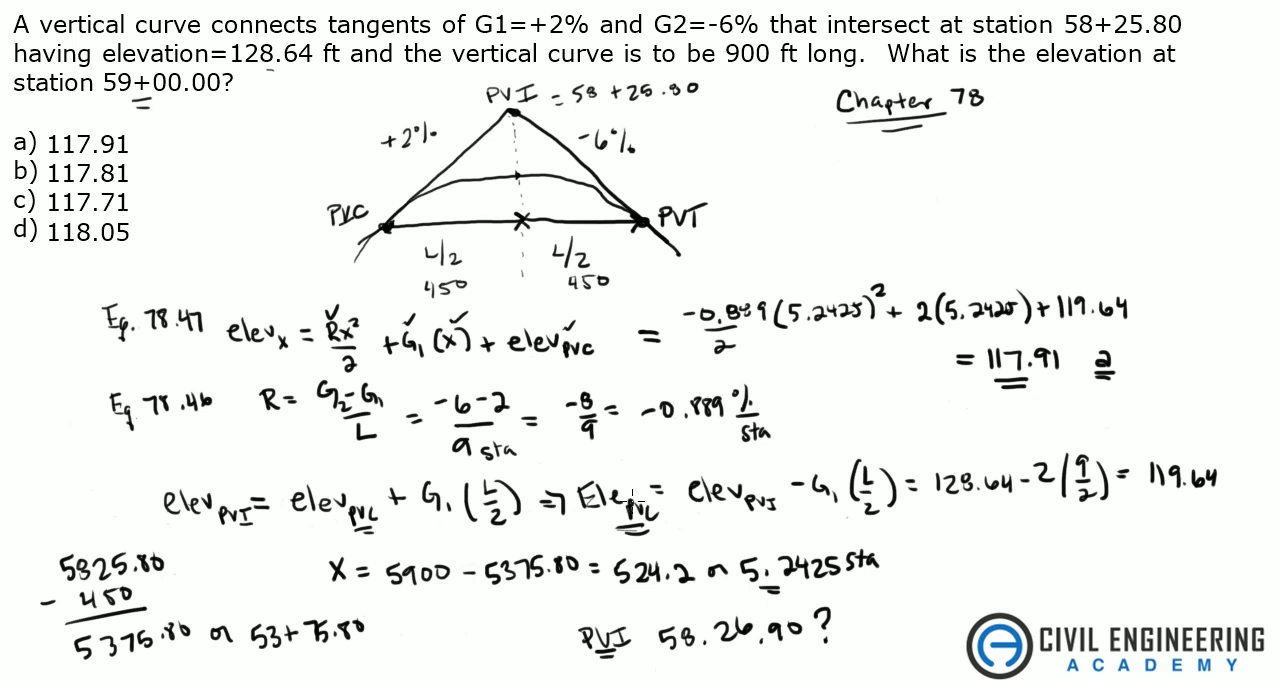 A vertical curve connects tangents of G1=+2% and G2=-6% that intersect at station 58+25.80
having elevation=128.64 ft and the vertical curve is to be 900 ft long. What is the elevation at
station 59+00.00?
a) 117.91
b) 117.81
c) 117.71
d) 118.05
PVI = 58 + 25.80
Chapter 78
+2%
-6%
PVC
PVT
L/2
L/2
450
450
Eq. 78.47 elevx = Rx²/2 + G1(x) + elevPVC = -0.889/2 (5.2425)² + 2(5.2425) + 119.64
= 117.91 a
Eq 78.46 R = G2-G1/L = -6-2/9 sta = -8/9 = -0.889 %/sta
elevPVI = elevPVC + G1(L/2) => ElevPVC = elevPVI - G1(L/2) = 128.64 - 2(9/2) = 119.64
5825.80
- 450
5375.80 or 53+75.80
X = 5900 - 5375.80 = 524.2 or 5.2425 sta
PVI 58.26.90?
CIVIL ENGINEERING
ACADEMY